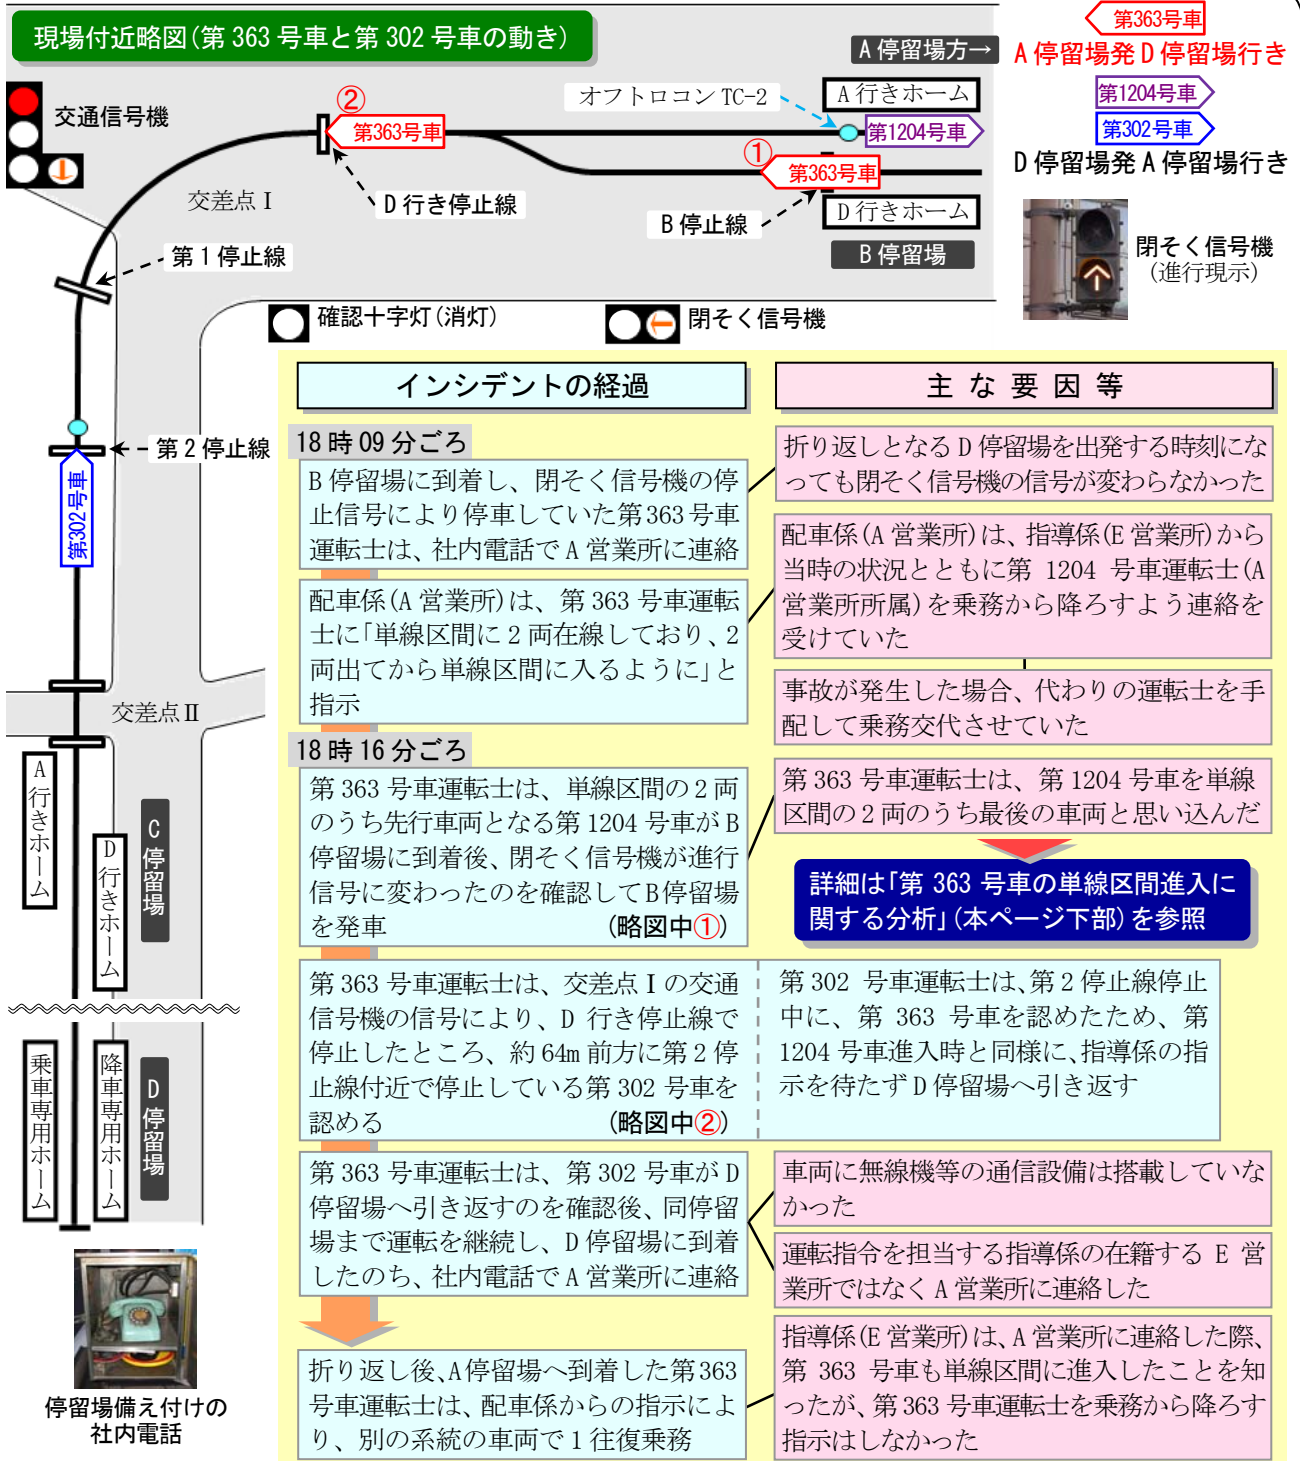 現場付近略図(第363号車と第302号車の動き)
A停留場方→
第363号車
A停留場発D停留場行き
第1204号車
第302号車
D停留場発A停留場行き
閉そく信号機
(進行現示)
交通信号機
オフトロコンTC-2
A行きホーム
②
第363号車
第1204号車
①
第363号車
D行きホーム
B停留場
交差点Ⅰ
D行き停止線
B停止線
第1停止線
確認十字灯(消灯)
閉そく信号機
第2停止線
第302号車
交差点Ⅱ
A行きホーム
D行きホーム
C停留場
乗車専用ホーム
降車専用ホーム
D停留場
停留場備え付けの
社内電話
インシデントの経過
主な要因等
18時09分ごろ
B停留場に到着し、閉そく信号機の停
止信号により停車していた第363号車
運転士は、社内電話でA営業所に連絡
折り返しとなるD停留場を出発する時刻にな
っても閉そく信号機の信号が変わらなかった
配車係(A営業所)は、第363号車運転
士に「単線区間に2両在線しており、2
両出てから単線区間に入るように」と
指示
配車係(A営業所)は、指導係(E営業所)から
当時の状況とともに第1204号車運転士(A
営業所所属)を乗務から降ろすよう連絡を
受けていた
事故が発生した場合、代わりの運転士を手
配して乗務交代させていた
18時16分ごろ
第363号車運転士は、単線区間の2両
のうち先行車両となる第1204号車がB
停留場に到着後、閉そく信号機が進行
信号に変わったのを確認してB停留場
を発車 (略図中①)
第363号車運転士は、第1204号車を単線
区間の2両のうち最後の車両と思い込んだ
詳細は「第363号車の単線区間進入に
関する分析」(本ページ下部)を参照
第363号車運転士は、交差点Ⅰの交通
信号機の信号により、D行き停止線で
停止したところ、約64m前方に第2停
止線付近で停止している第302号車を
認める (略図中②)
第302号車運転士は、第2停止線停止
中に、第363号車を認めたため、第
1204号車進入時と同様に、指導係の指
示を待たずD停留場へ引き返す
第363号車運転士は、第302号車がD
停留場へ引き返すのを確認後、同停留
場まで運転を継続し、D停留場に到着
したのち、社内電話でA営業所に連絡
車両に無線機等の通信設備は搭載していな
かった
運転指令を担当する指導係の在籍するE営
業所ではなくA営業所に連絡した
折り返し後、A停留場へ到着した第363
号車運転士は、配車係からの指示によ
り、別の系統の車両で1往復乗務
指導係(E営業所)は、A営業所に連絡した際、
第363号車も単線区間に進入したことを知
ったが、第363号車運転士を乗務から降ろす
指示はしなかった